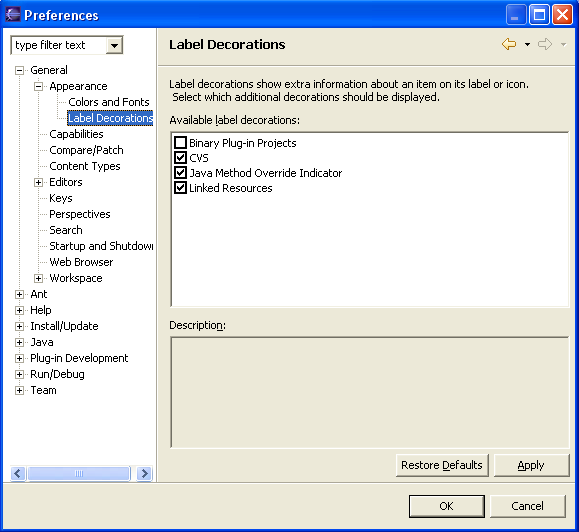 Preferences
type filter text
General
Appearance
Colors and Fonts
Label Decorations
Capabilities
Compare/Patch
Content Types
Editors
Keys
Perspectives
Search
Startup and Shutdown
Web Browser
Workspace
Ant
Help
Install/Update
Java
Plug-in Development
Run/Debug
Team
Label Decorations
Label decorations show extra information about an item on its label or icon.
Select which additional decorations should be displayed.
Available label decorations:
Binary Plug-in Projects
CVS
Java Method Override Indicator
Linked Resources
Description:
Restore Defaults Apply
OK Cancel